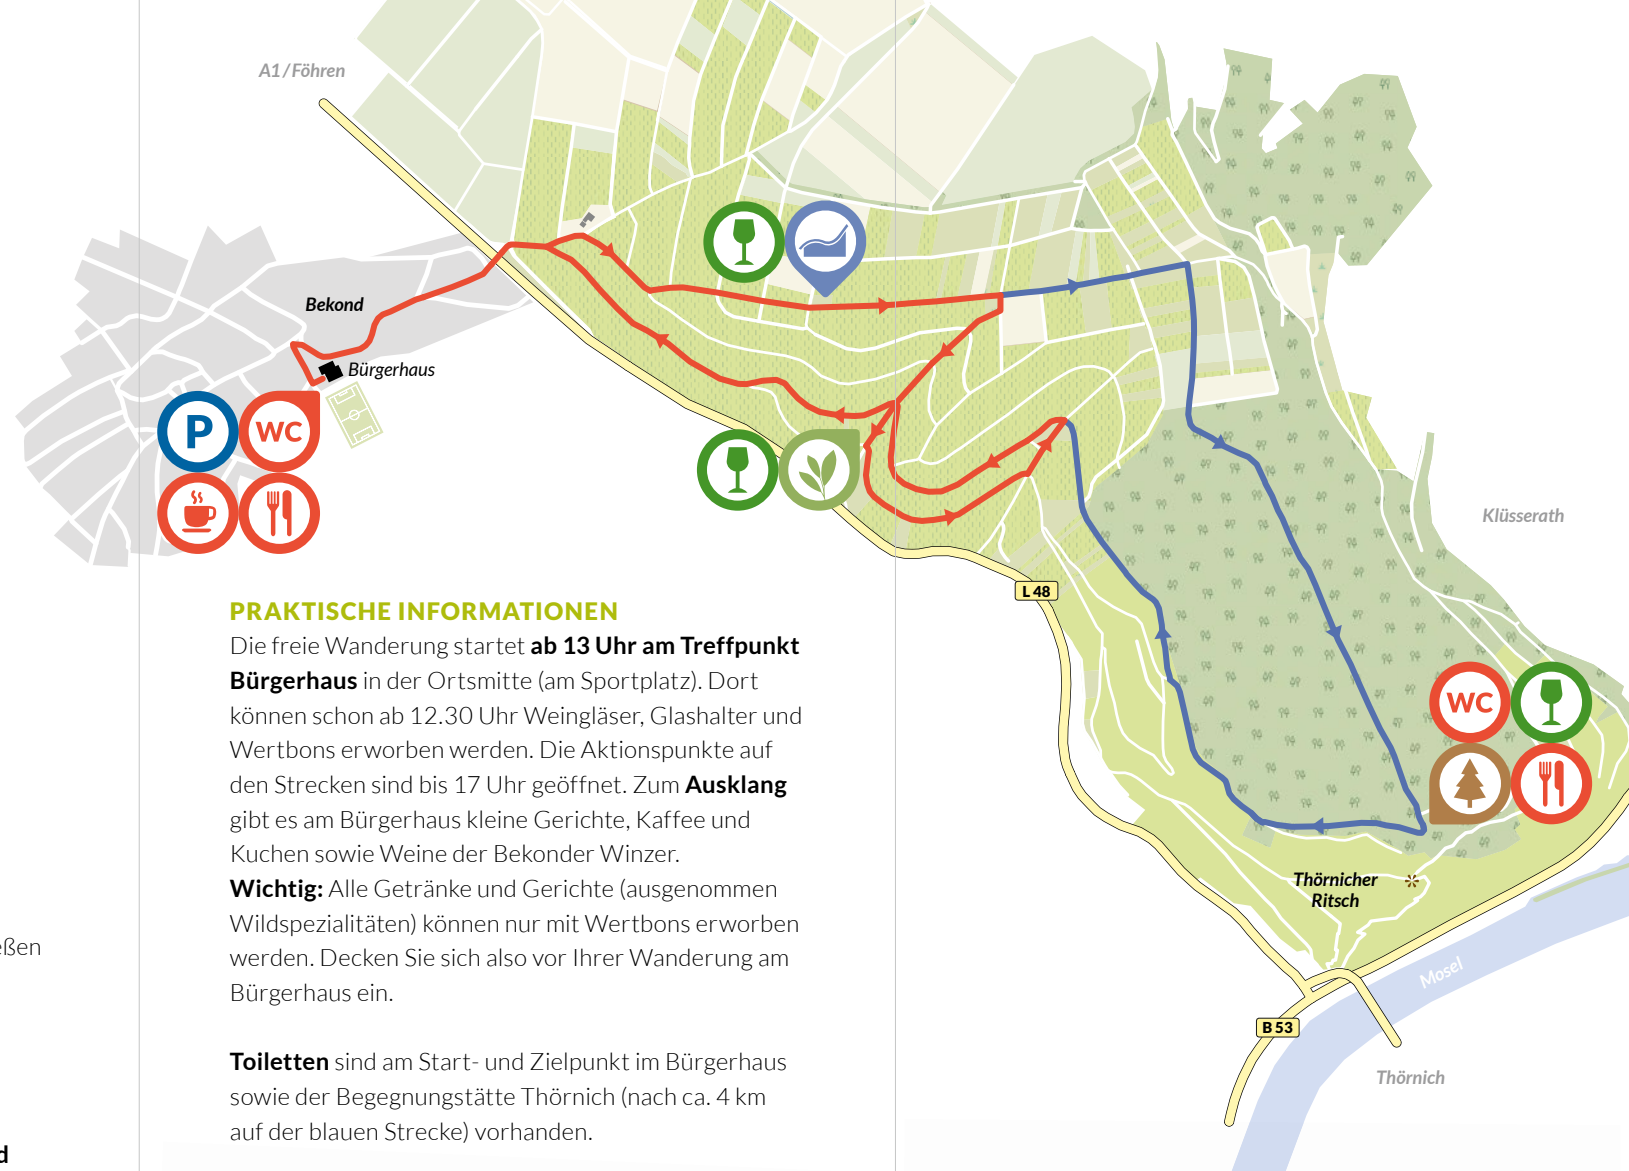 A1/Föhren
Bekond
Bürgerhaus
P
WC
L 48
Klüsserath
WC
Thörnicher
Ritsch
Mosel
B 53
Thörnich
PRAKTISCHE INFORMATIONEN
Die freie Wanderung startet ab 13 Uhr am Treffpunkt
Bürgerhaus in der Ortsmitte (am Sportplatz). Dort
können schon ab 12.30 Uhr Weingläser, Glashalter und
Wertbons erworben werden. Die Aktionspunkte auf
den Strecken sind bis 17 Uhr geöffnet. Zum Ausklang
gibt es am Bürgerhaus kleine Gerichte, Kaffee und
Kuchen sowie Weine der Bekonder Winzer.
Wichtig: Alle Getränke und Gerichte (ausgenommen
Wildspezialitäten) können nur mit Wertbons erworben
werden. Decken Sie sich also vor Ihrer Wanderung am
Bürgerhaus ein.
Toiletten sind am Start- und Zielpunkt im Bürgerhaus
sowie der Begegnungstätte Thörnich (nach ca. 4 km
auf der blauen Strecke) vorhanden.